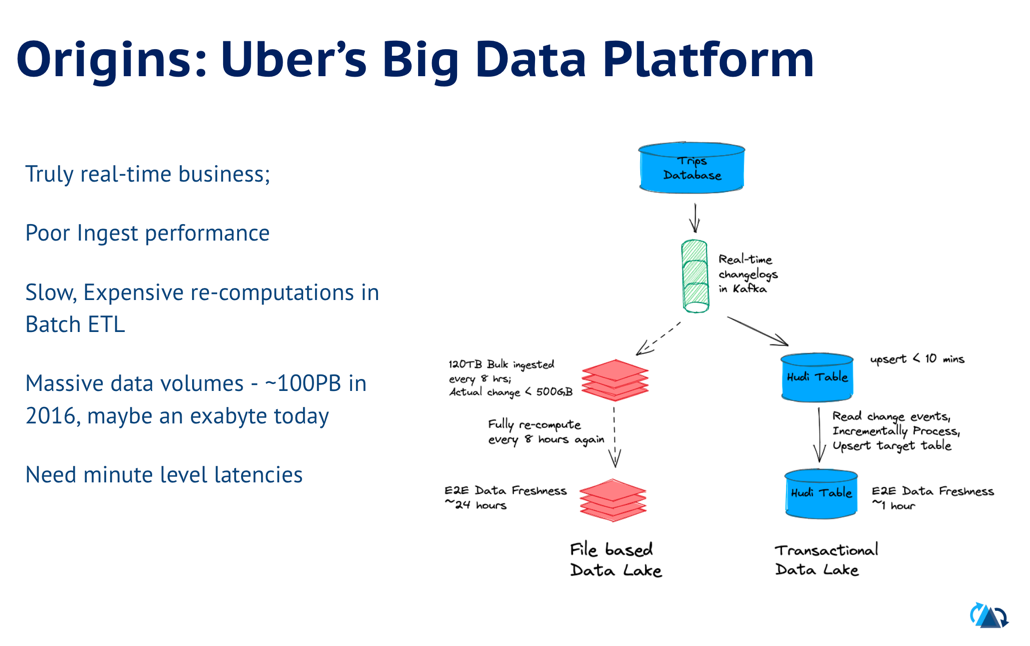 Origins: Uber's Big Data Platform
Truly real-time business;
Poor Ingest performance
Slow, Expensive re-computations in
Batch ETL
Massive data volumes - ~100PB in
2016, maybe an exabyte today
Need minute level latencies
Trips
Database
Real-time
changelogs
in Kafka
120TB Bulk ingested
every 8 hrs;
Actual change < 500GB
Hudi Table
upsert < 10 mins
Fully re-compute
every 8 hours again
Read change events,
Incrementally Process,
Upsert target table
E2E Data Freshness
~24 hours
Hudi Table
E2E Data Freshness
~1 hour
File based
Data Lake
Transactional
Data Lake